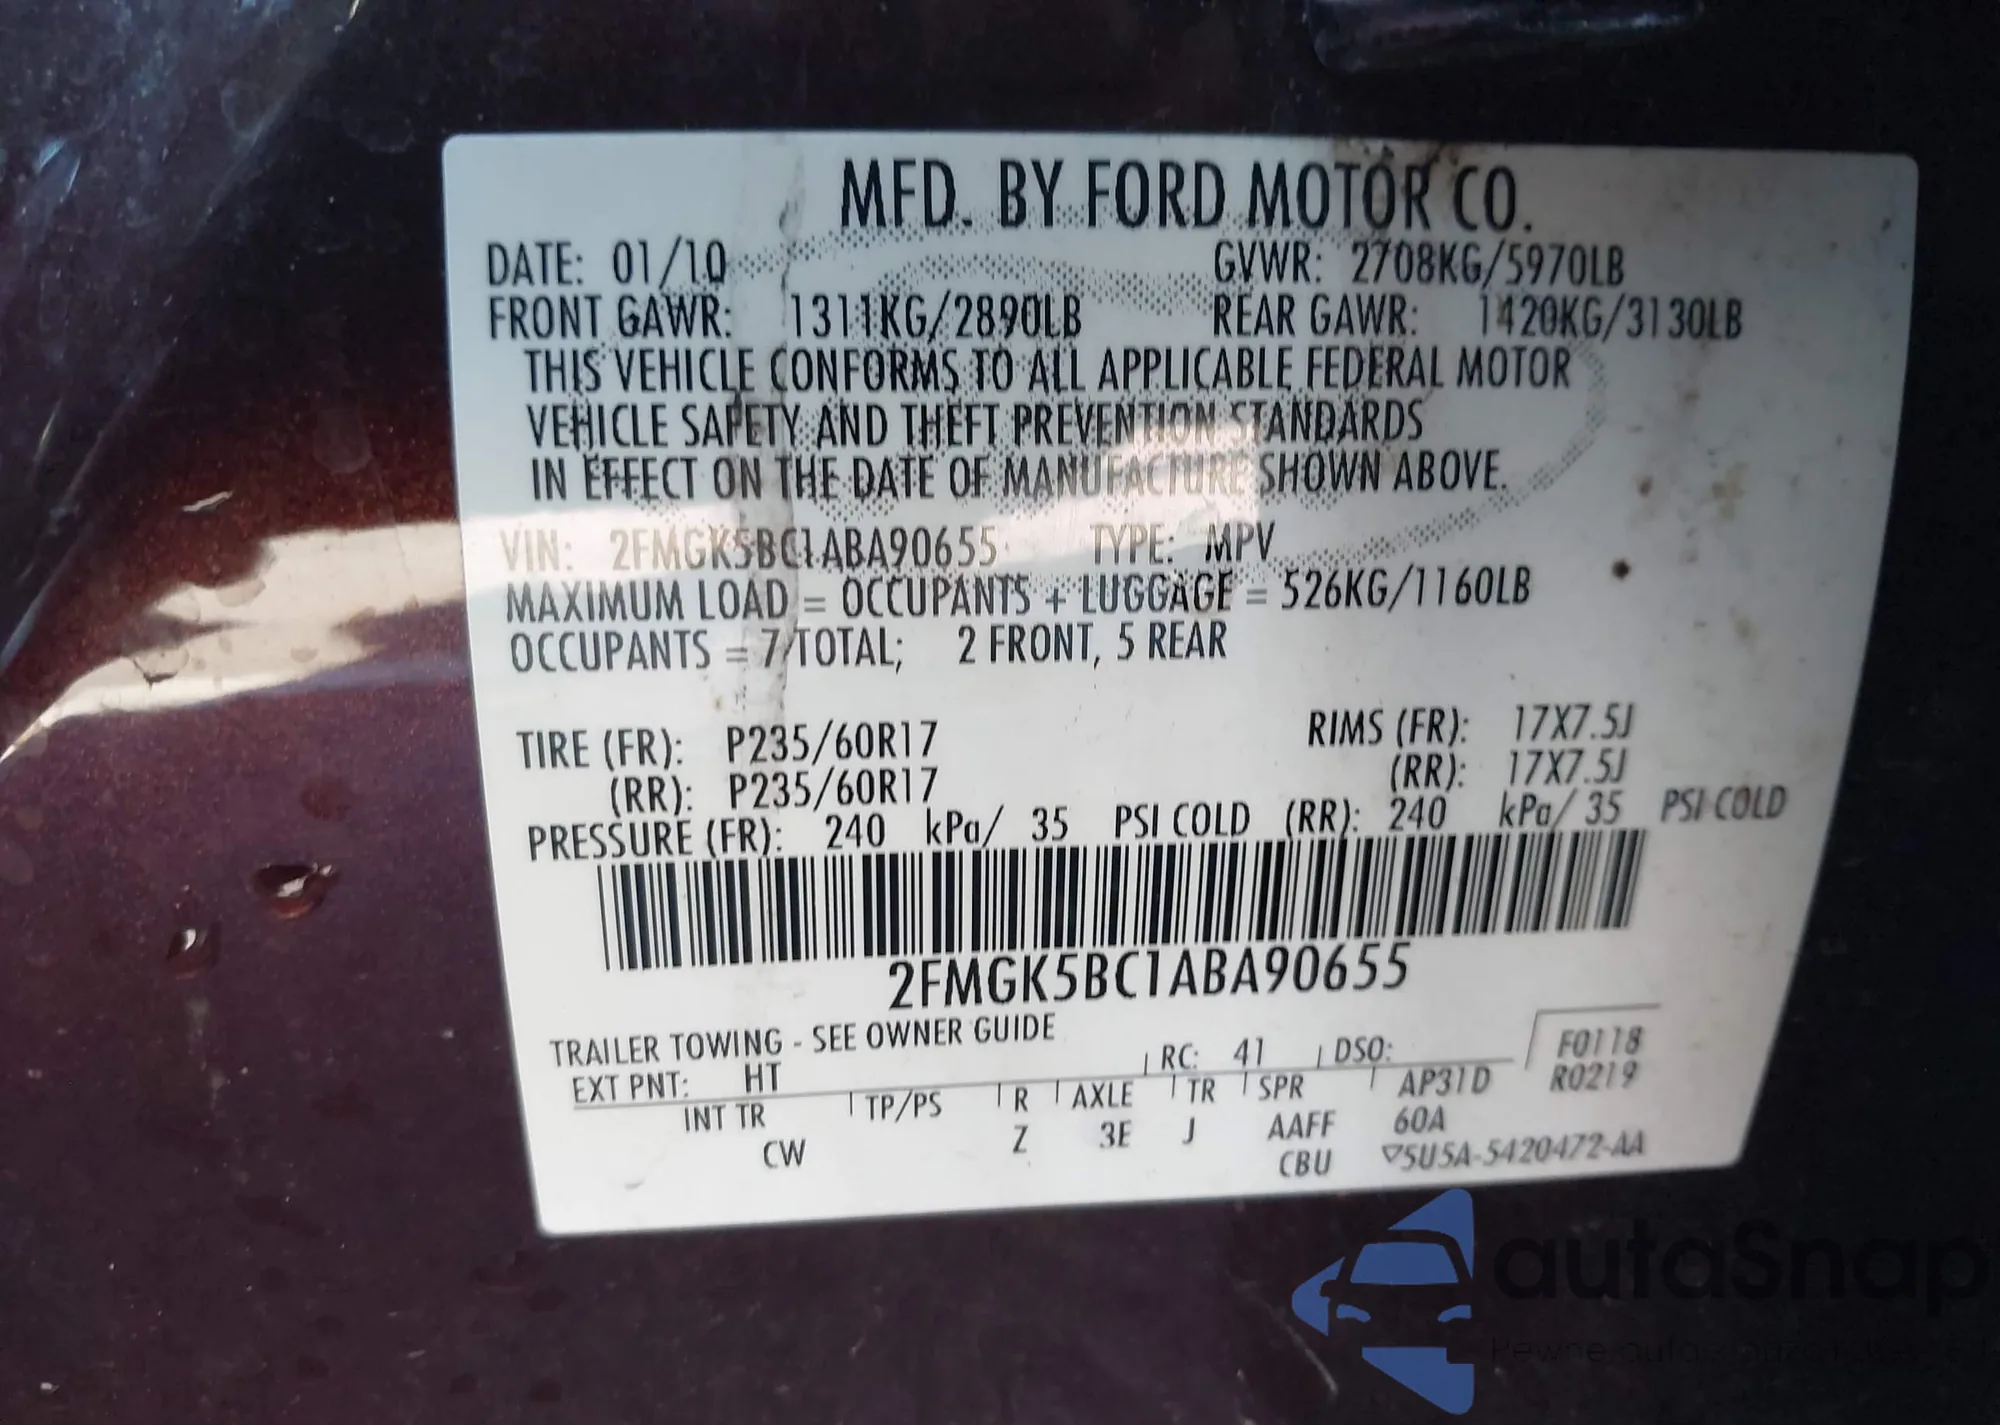 MFD. BY FORD MOTOR CO.
DATE: 01/10 GVWR: 2708KG/5970LB
FRONT GAWR: 1311KG/2890LB REAR GAWR: 1420KG/3130LB
THIS VEHICLE CONFORMS TO ALL APPLICABLE FEDERAL MOTOR
VEHICLE SAFETY AND THEFT PREVENTION STANDARDS
IN EFFECT ON THE DATE OF MANUFACTURE SHOWN ABOVE.
VIN: 2FMGK5BC1ABA90655 TYPE: MPV
MAXIMUM LOAD = OCCUPANTS + LUGGAGE = 526KG/1160LB
OCCUPANTS = 7 TOTAL; 2 FRONT, 5 REAR
TIRE (FR): P235/60R17 RIMS (FR): 17X7.5J
(RR): P235/60R17 (RR): 17X7.5J
PRESSURE (FR): 240 kPa/ 35 PSI COLD (RR): 240 kPa/ 35 PSI COLD
2FMGK5BC1ABA90655
TRAILER TOWING - SEE OWNER GUIDE
EXT PNT: HT RC: 41 DSO: F0118
R0219
INT TR TP/PS R AXLE TR SPR AP31D
CW Z 3E J AAFF 60A
CBU ▽5U5A-5420472-AA
autaSnap